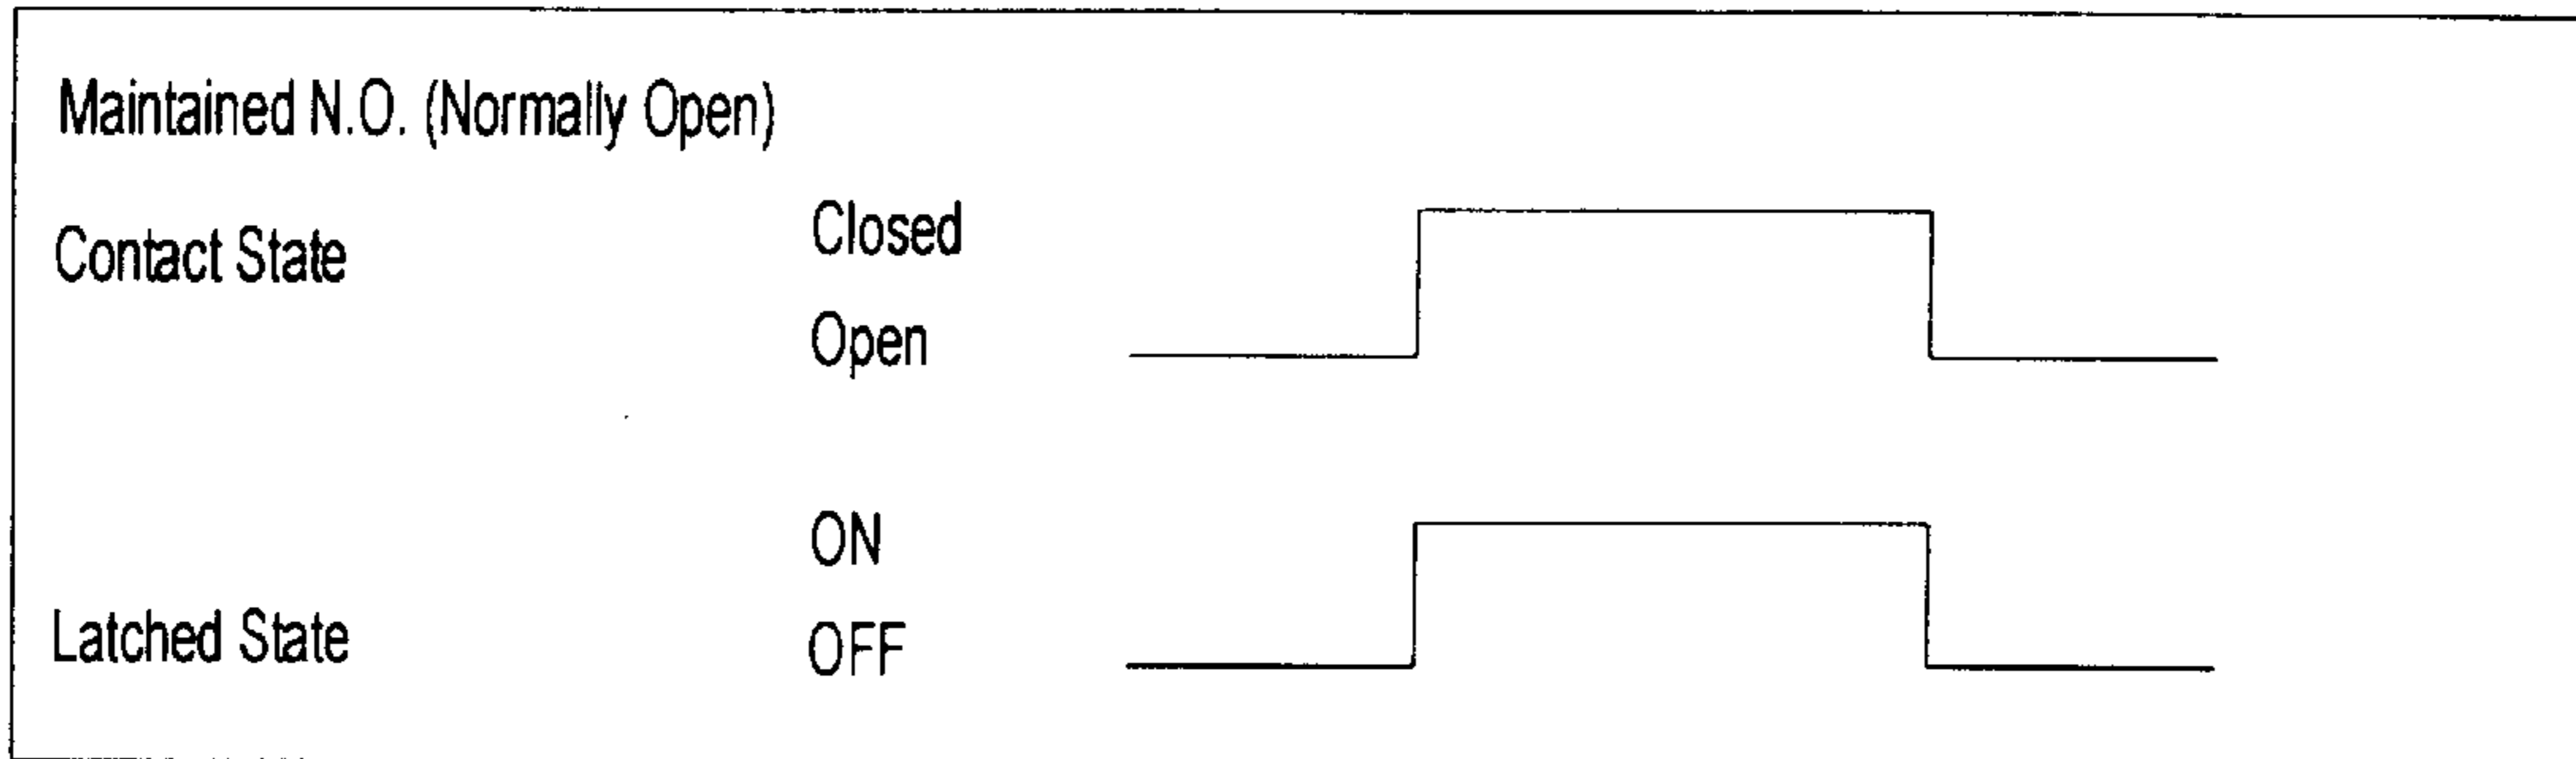 Maintained N.O. (Normally Open)
Contact State
Closed
Open
ON
Latched State
OFF